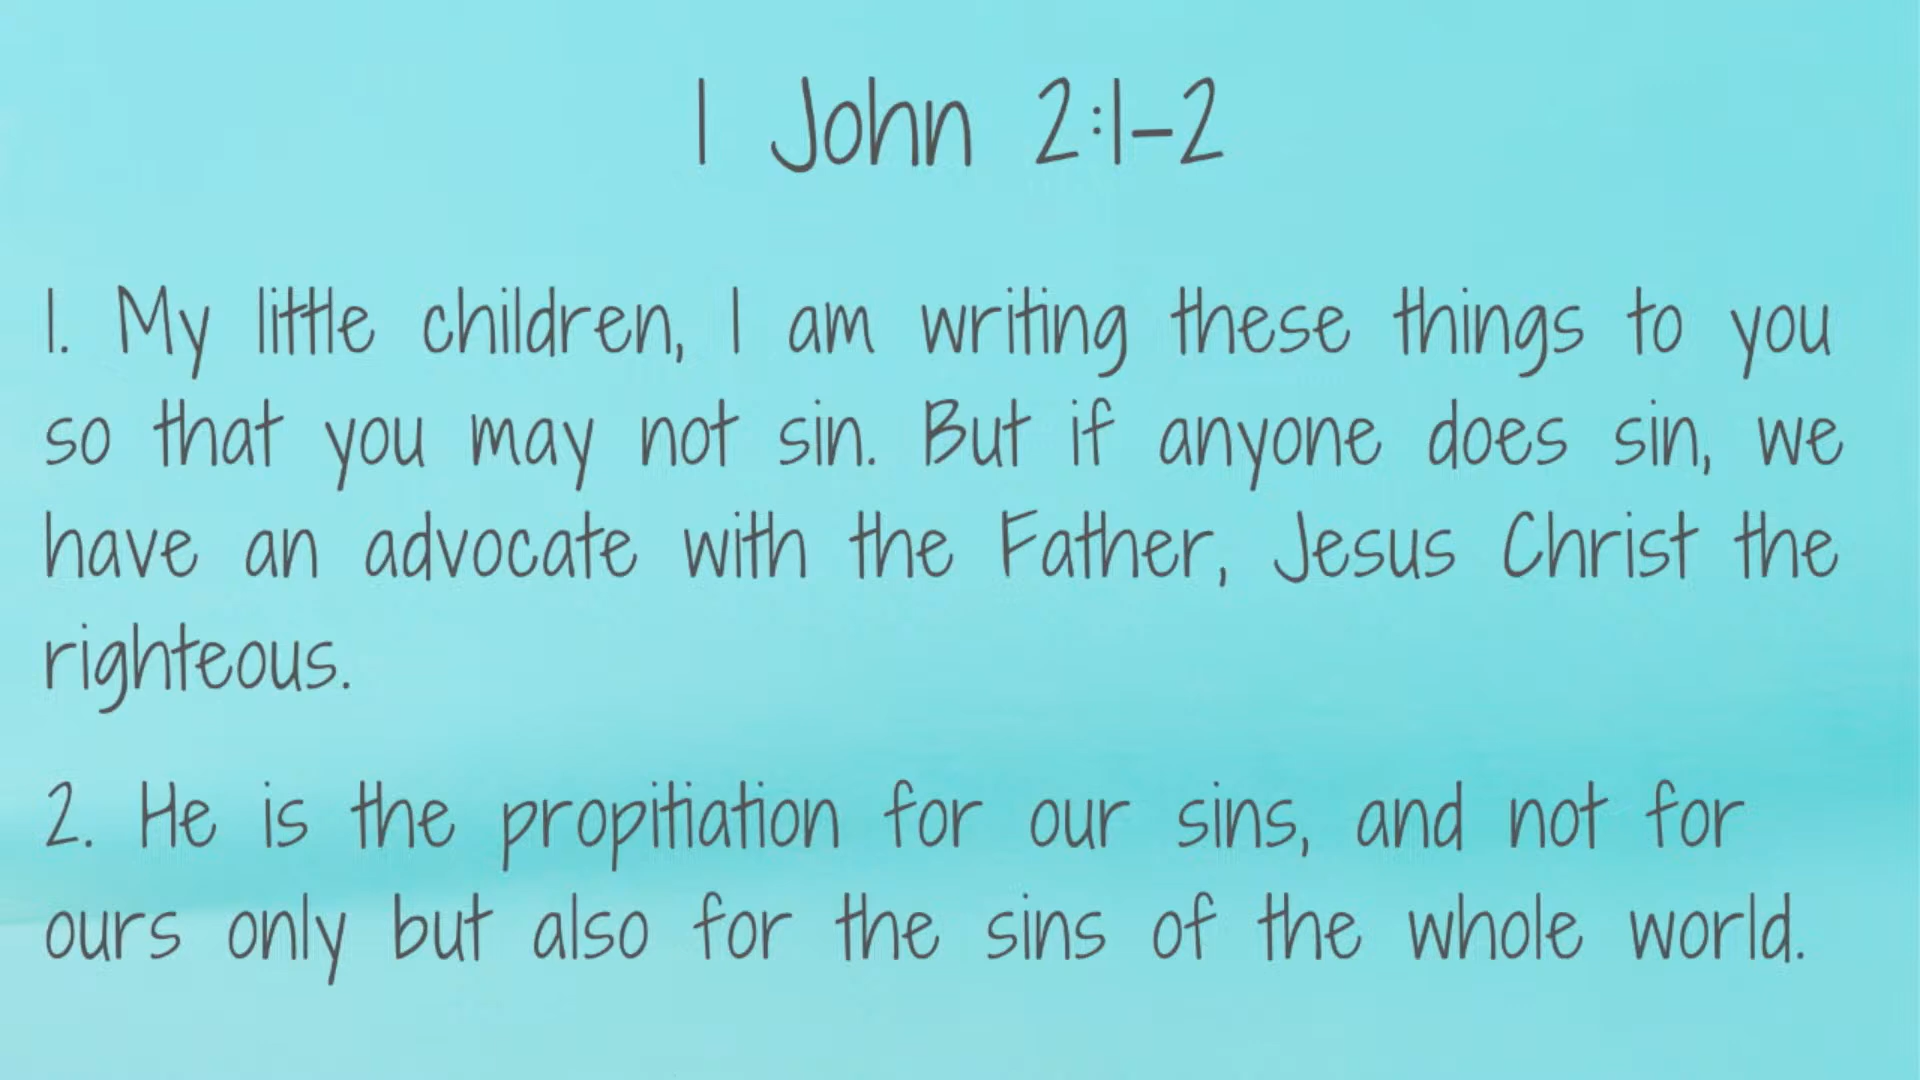 1 John 2:1-2
1. My little children, I am writing these things to you
so that you may not sin. But if anyone does sin, we
have an advocate with the Father, Jesus Christ the
righteous.
2. He is the propitiation for our sins, and not for
ours only but also for the sins of the whole world.